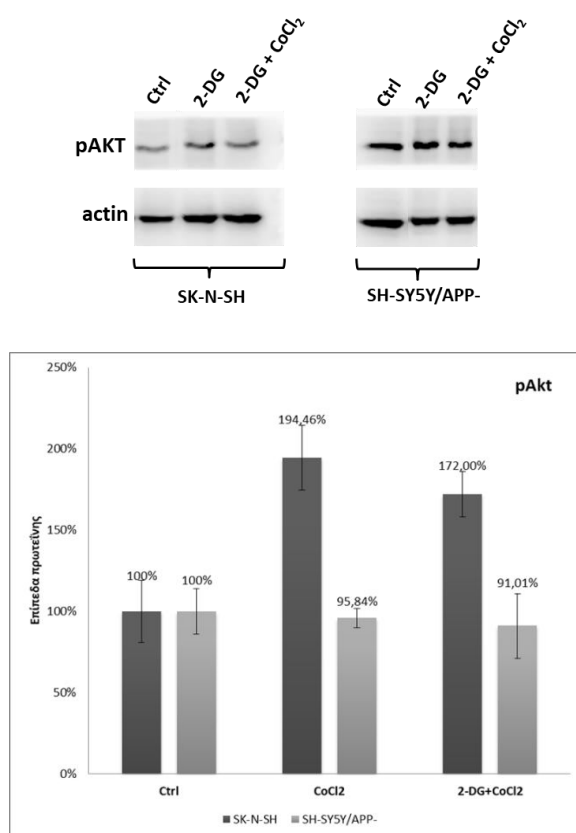 Ctrl 2-DG 2-DG + CoCl₂ Ctrl 2-DG 2-DG + CoCl₂
pAKT
actin
SK-N-SH SH-SY5Y/APP-
250%
200%
150%
100%
50%
0%
Επίπεδα πρωτεΐνης
pAkt
194,46%
172,00%
100% 100% 95,84% 91,01%
Ctrl CoCl2 2-DG+CoCl2
SK-N-SH SH-SY5Y/APP-